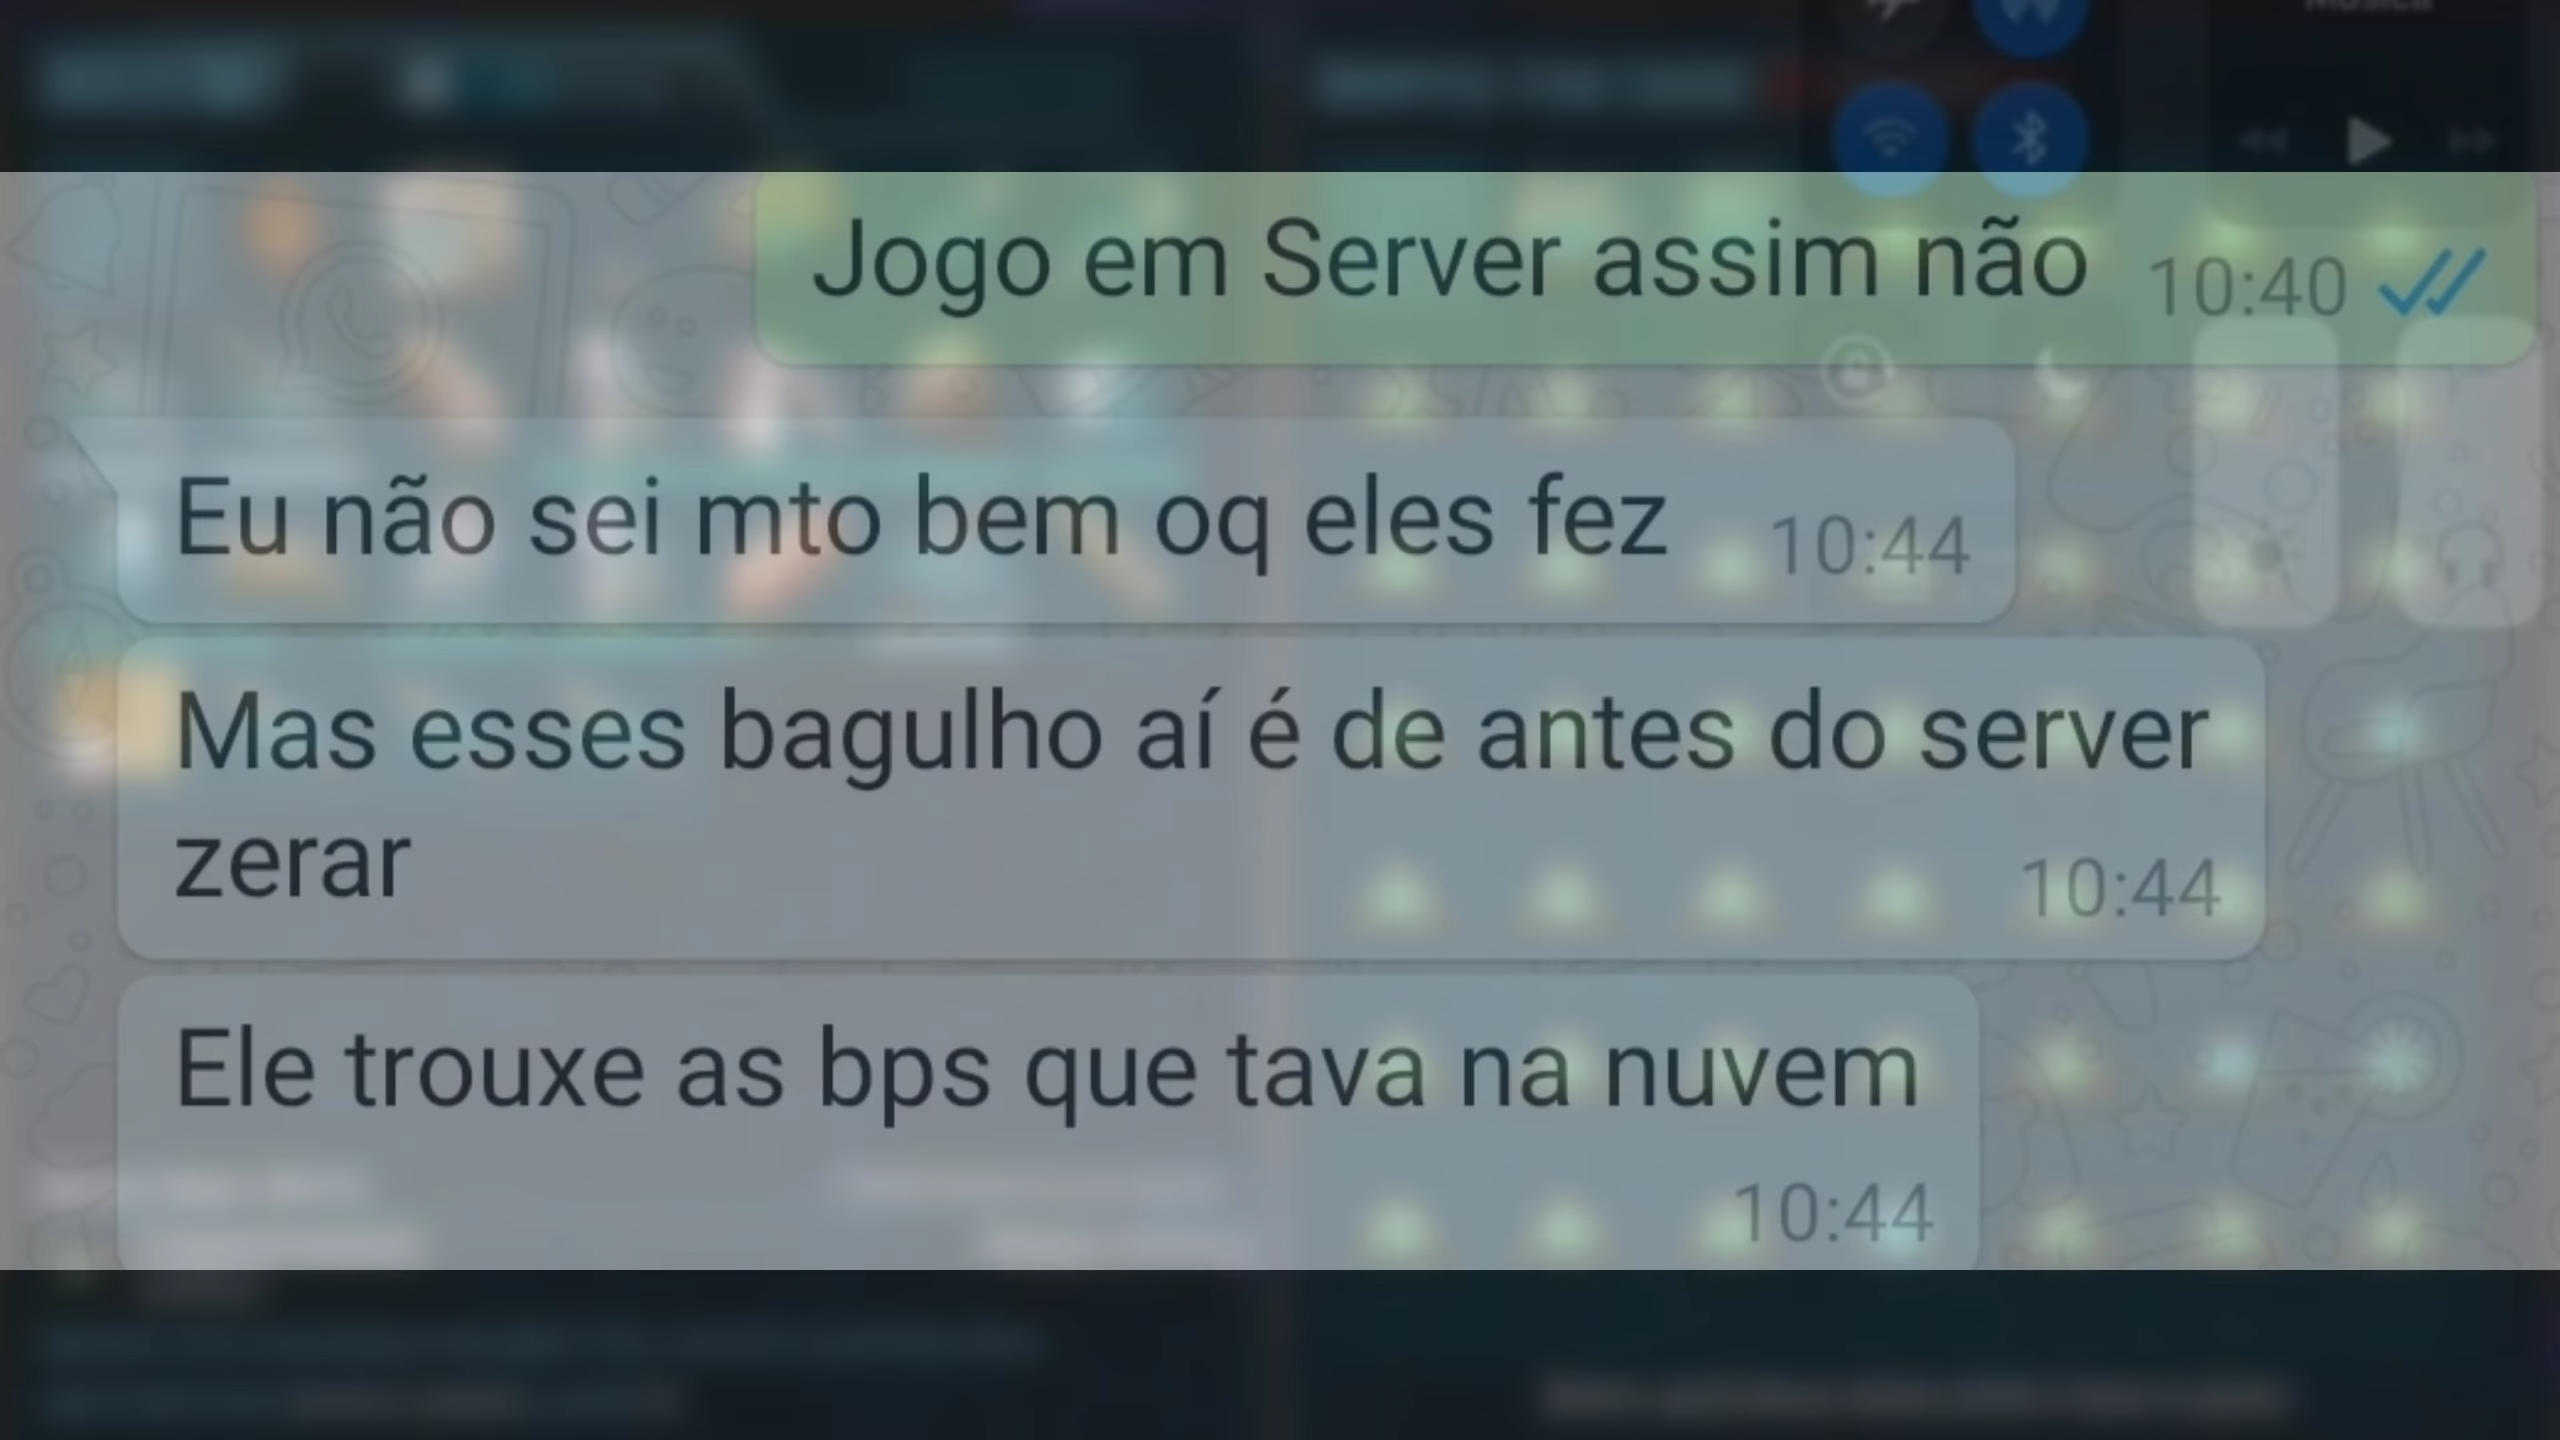 Jogo em Server assim não 10:40
Eu não sei mto bem oq eles fez 10:44
Mas esses bagulho aí é de antes do server
zerar 10:44
Ele trouxe as bps que tava na nuvem
10:44